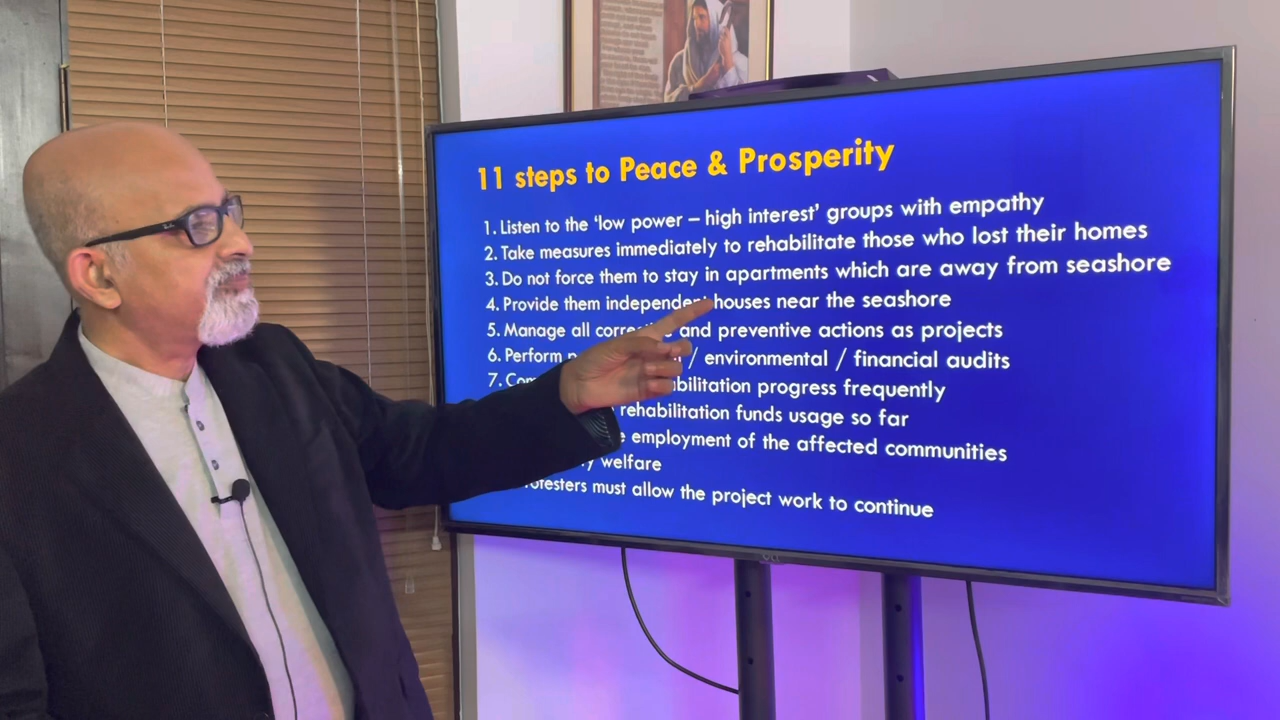 11 steps to Peace & Prosperity
1. Listen to the ‘low power – high interest’ groups with empathy
2. Take measures immediately to rehabilitate those who lost their homes
3. Do not force them to stay in apartments which are away from seashore
4. Provide them independent houses near the seashore
5. Manage all and preventive actions as projects
6. Perform / environmental / financial audits
7. progress frequently
rehabilitation funds usage so far
employment of the affected communities
welfare
must allow the project work to continue